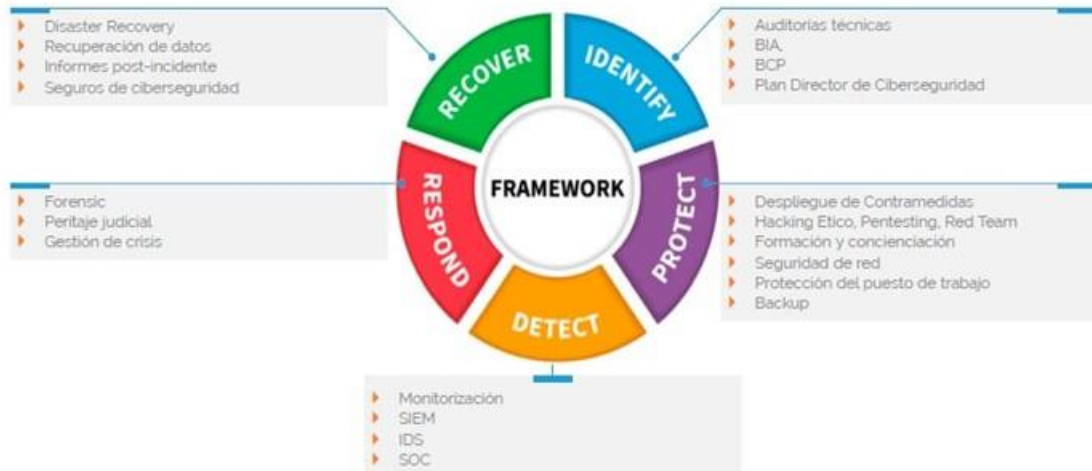 Disaster Recovery
Recuperación de datos
Informes post-incidente
Seguros de ciberseguridad
RECOVER
IDENTIFY
Auditorías técnicas
BIA,
BCP
Plan Director de Ciberseguridad
Forensic
Peritaje judicial
Gestión de crisis
RESPOND
FRAMEWORK
PROTECT
Despliegue de Contramedidas
Hacking Etico, Pentesting, Red Team
Formación y concienciación
Seguridad de red
Protección del puesto de trabajo
Backup
DETECT
Monitorización
SIEM
IDS
SOC